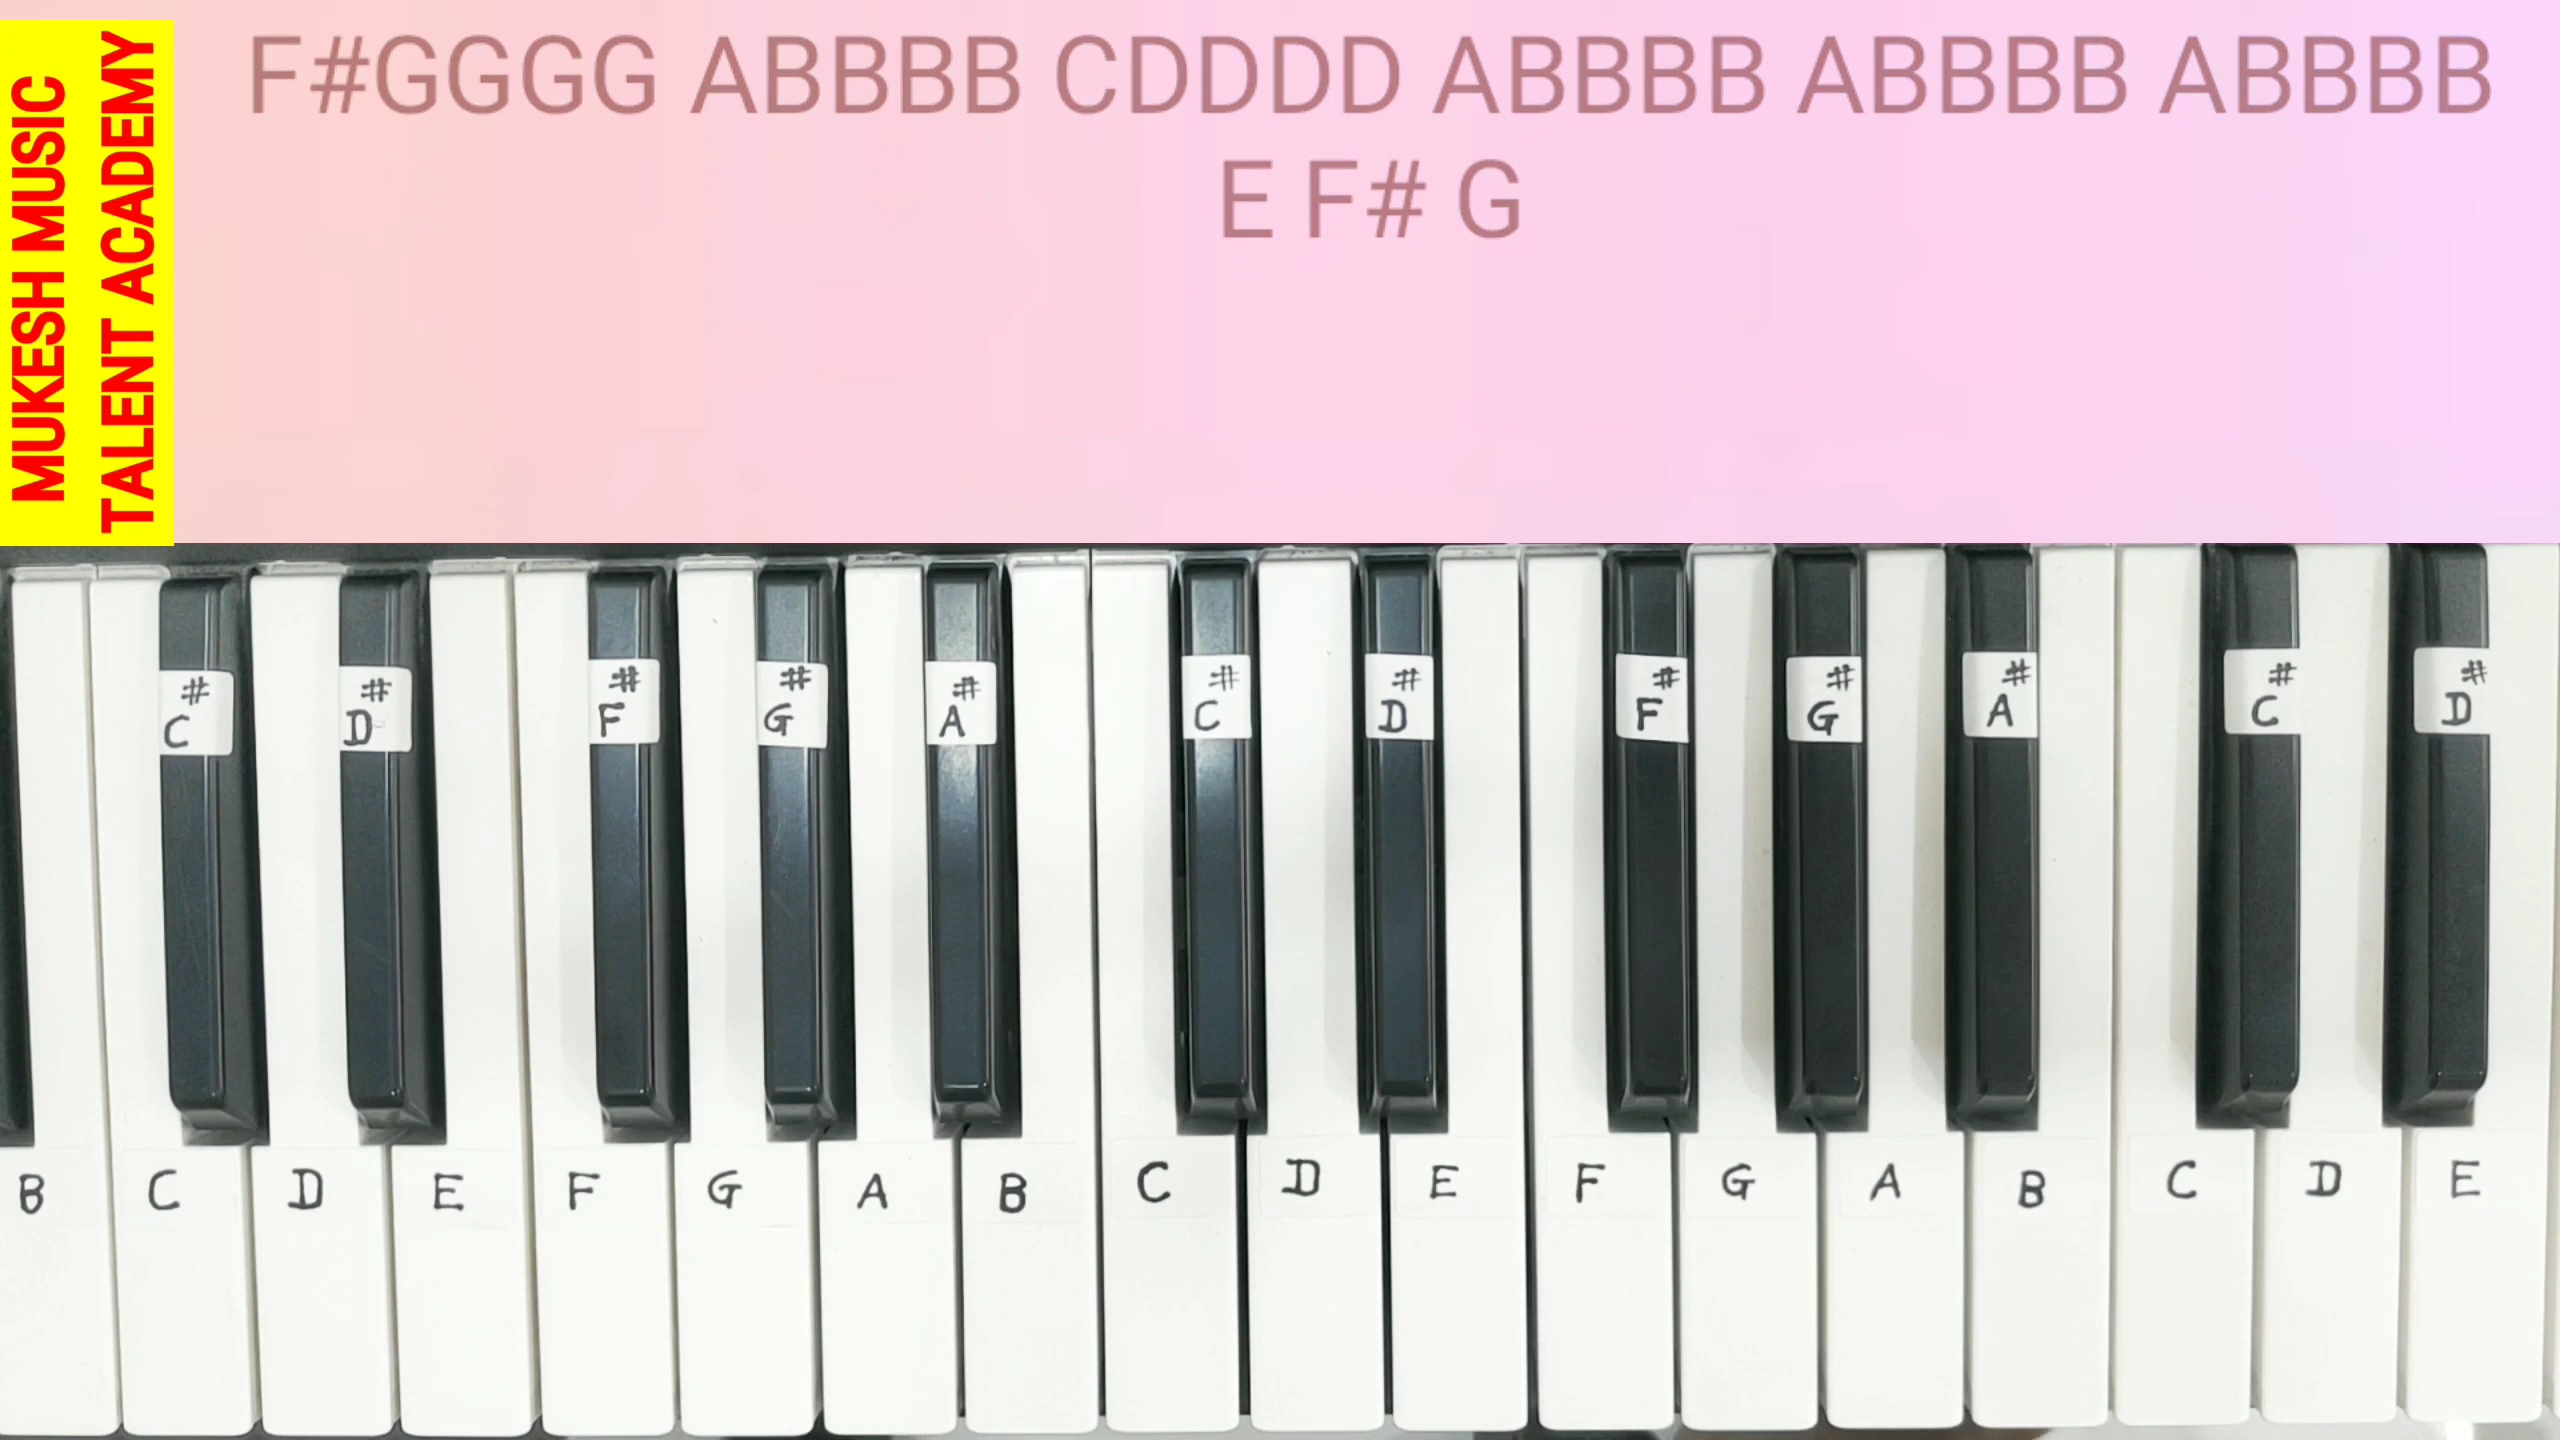 MUKESH MUSIC
TALENT ACADEMY
F#GGGG ABBBB CDDDD ABBBB ABBBB ABBBB
E F# G
C# D# F# G# A# C# D# F# G# A# C# D#
B C D E F G A B C D E F G A B C D E